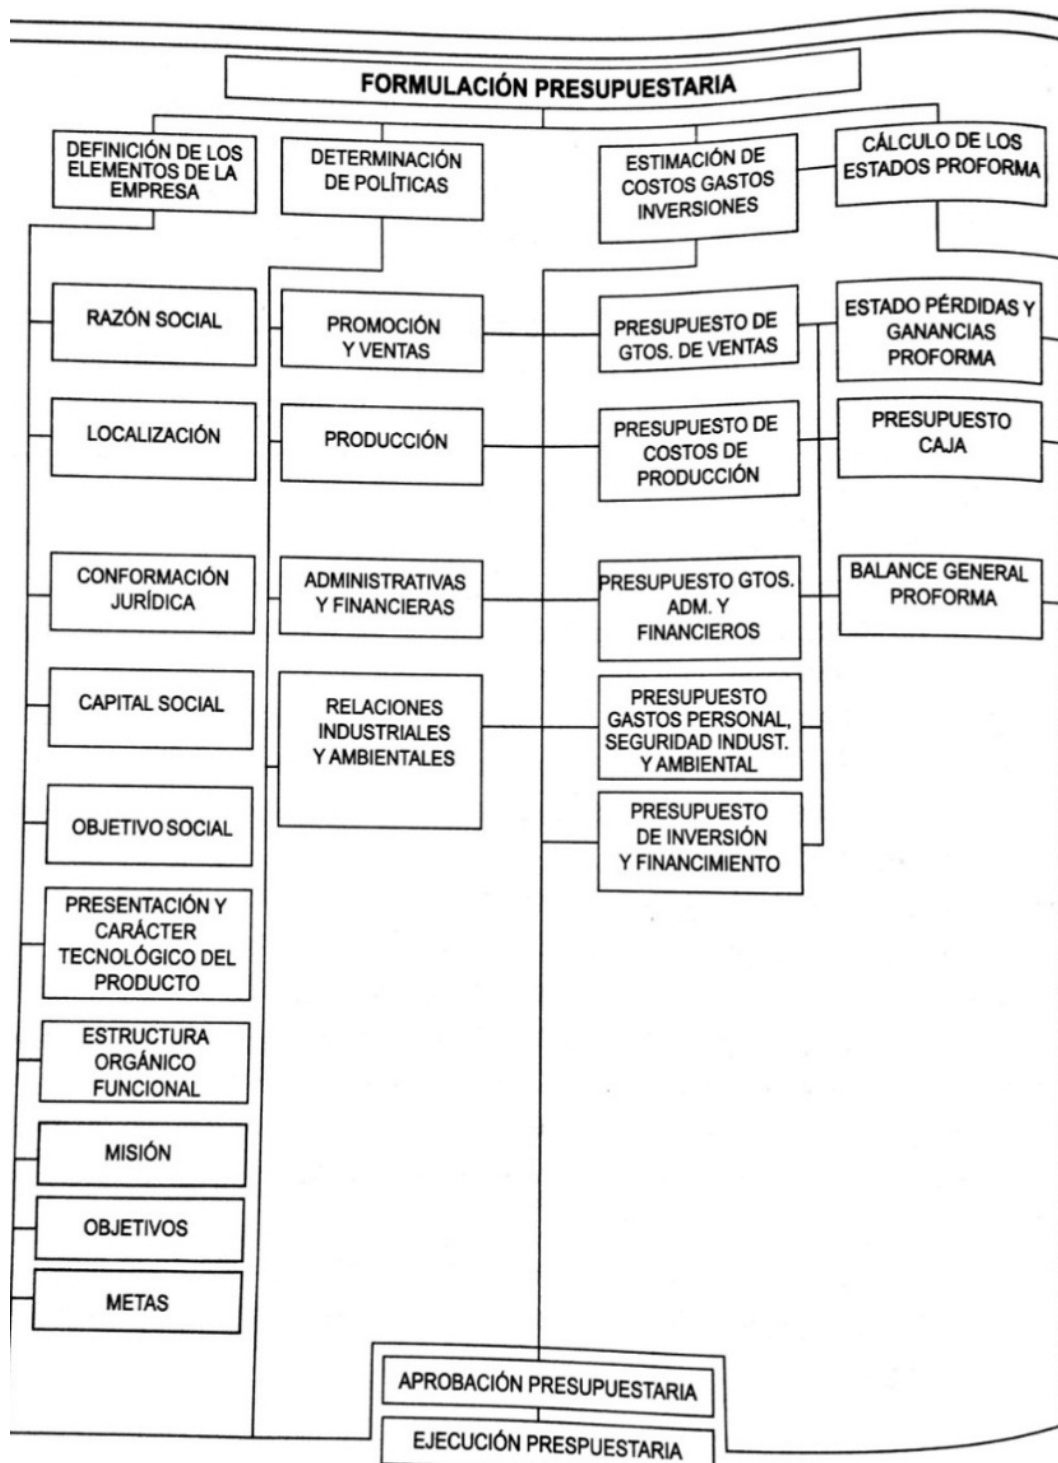 FORMULACIÓN PRESUPUESTARIA
DEFINICIÓN DE LOS
ELEMENTOS DE LA
EMPRESA
DETERMINACIÓN
DE POLÍTICAS
ESTIMACIÓN DE
COSTOS GASTOS
INVERSIONES
CÁLCULO DE LOS
ESTADOS PROFORMA
RAZÓN SOCIAL
PROMOCIÓN
Y VENTAS
PRESUPUESTO DE
GTOS. DE VENTAS
ESTADO PÉRDIDAS Y
GANANCIAS
PROFORMA
LOCALIZACIÓN
PRODUCCIÓN
PRESUPUESTO DE
COSTOS DE
PRODUCCIÓN
PRESUPUESTO
CAJA
CONFORMACIÓN
JURÍDICA
ADMINISTRATIVAS
Y FINANCIERAS
PRESUPUESTO GTOS.
ADM. Y
FINANCIEROS
BALANCE GENERAL
PROFORMA
CAPITAL SOCIAL
RELACIONES
INDUSTRIALES
Y AMBIENTALES
PRESUPUESTO
GASTOS PERSONAL,
SEGURIDAD INDUST.
Y AMBIENTAL
OBJETIVO SOCIAL
PRESUPUESTO
DE INVERSIÓN
Y FINANCIMIENTO
PRESENTACIÓN Y
CARÁCTER
TECNOLÓGICO DEL
PRODUCTO
ESTRUCTURA
ORGÁNICO
FUNCIONAL
MISIÓN
OBJETIVOS
METAS
APROBACIÓN PRESUPUESTARIA
EJECUCIÓN PRESPUESTARIA